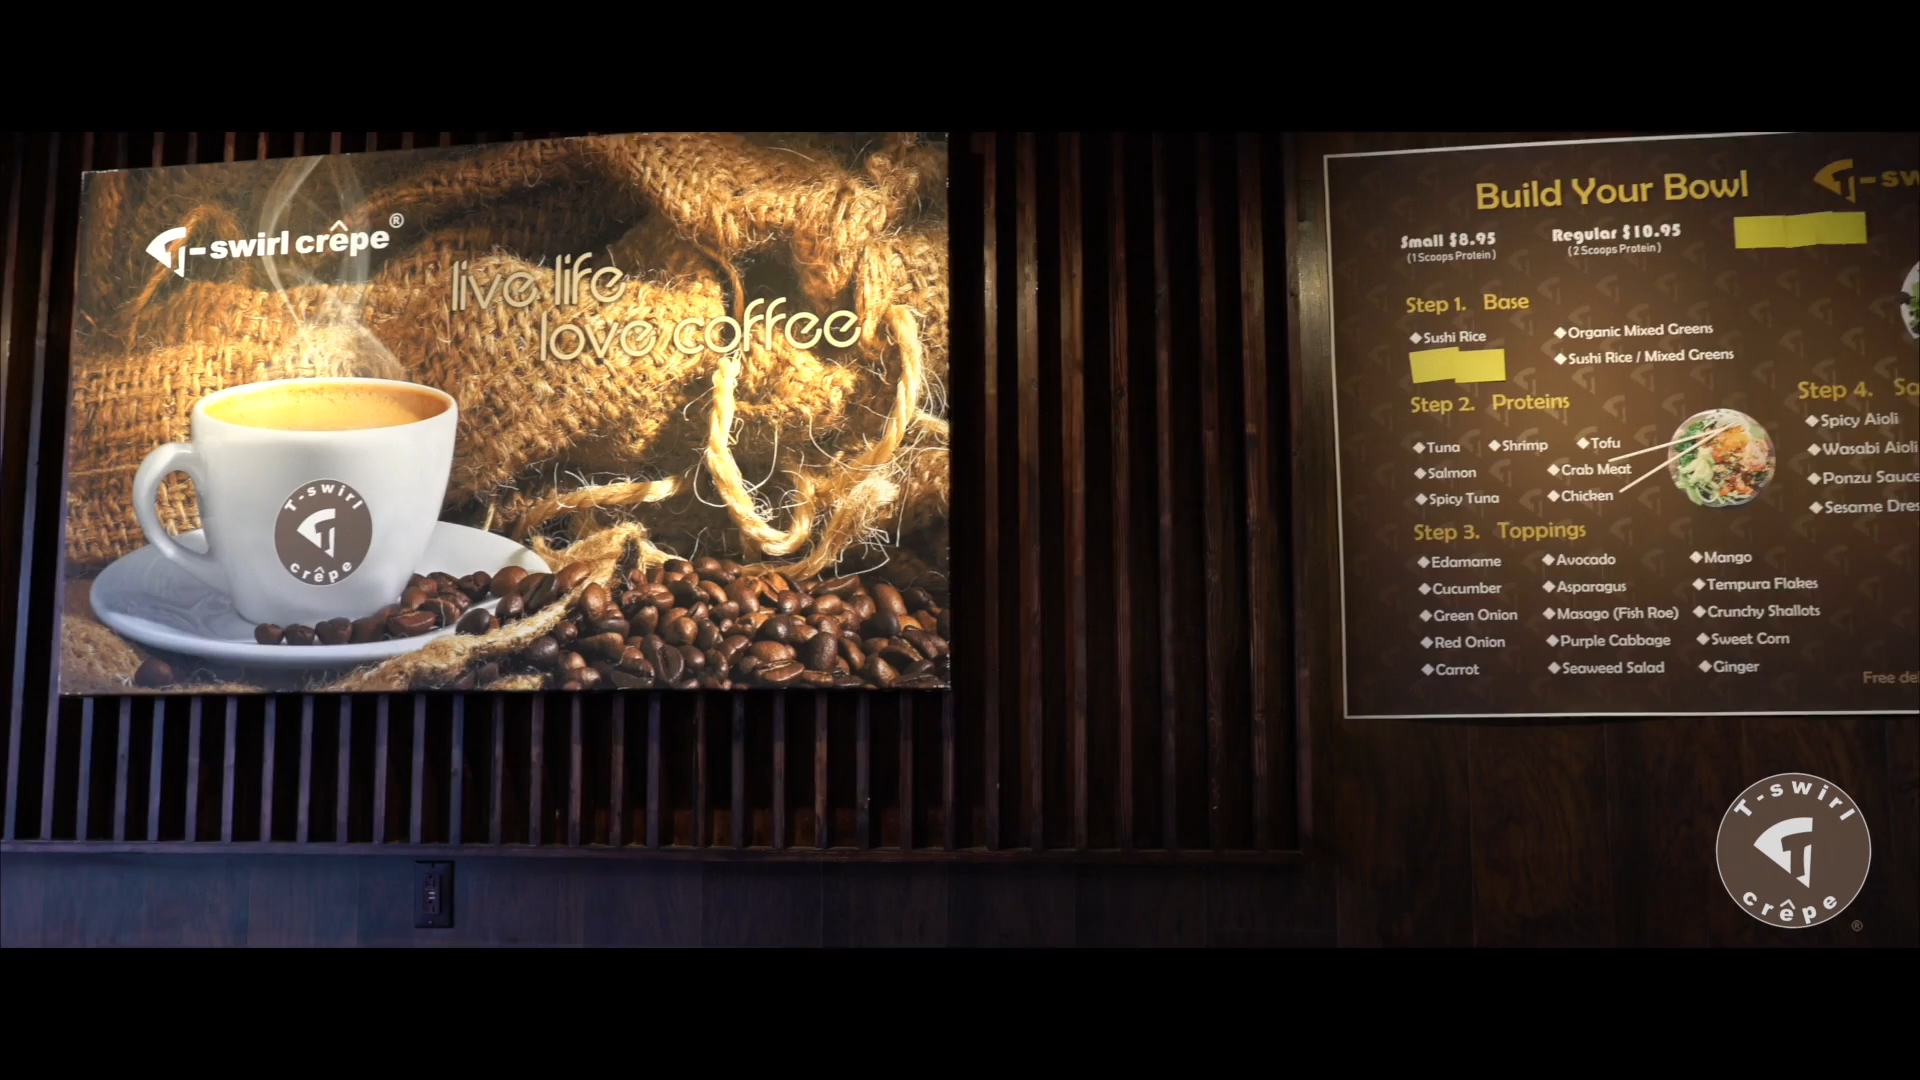 T-swirl crêpe®
live life
love coffee
T-swirl
crêpe
Build Your Bowl
Small $8.95
(1 Scoops Protein)
Regular $10.95
(2 Scoops Protein)
Step 1. Base
◆Sushi Rice
◆Organic Mixed Greens
◆Sushi Rice / Mixed Greens
Step 2. Proteins
◆Tuna ◆Shrimp ◆Tofu
◆Salmon ◆Crab Meat
◆Spicy Tuna ◆Chicken
Step 3. Toppings
◆Edamame ◆Avocado ◆Mango
◆Cucumber ◆Asparagus ◆Tempura Flakes
◆Green Onion ◆Masago (Fish Roe) ◆Crunchy Shallots
◆Red Onion ◆Purple Cabbage ◆Sweet Corn
◆Carrot ◆Seaweed Salad ◆Ginger
Step 4.
◆Spicy Aioli
◆Wasabi Aioli
◆Ponzu Sauce
◆Sesame
Free
T-swirl
crêpe
®